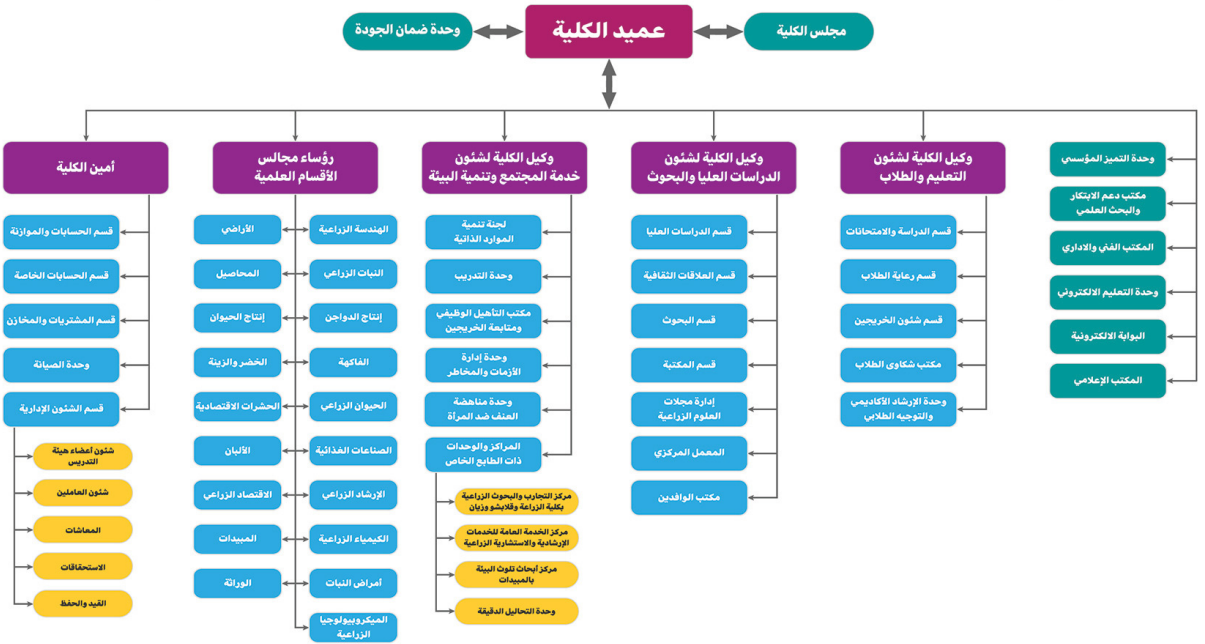 عميد الكلية
مجلس الكلية
وحدة ضمان الجودة
وحدة التميز المؤسسي
مكتب دعم الابتكار
والبحث العلمي
المكتب الفني والاداري
وحدة التعليم الالكتروني
البوابة الالكترونية
المكتب الإعلامي
وكيل الكلية لشئون
التعليم والطلاب
قسم الدراسة والامتحانات
قسم رعاية الطلاب
قسم شئون الخريجين
مكتب شكاوى الطلاب
وحدة الإرشاد الأكاديمي
والتوجيه الطلابي
وكيل الكلية لشئون
الدراسات العليا والبحوث
قسم الدراسات العليا
قسم العلاقات الثقافية
قسم البحوث
قسم المكتبة
إدارة مجلات
العلوم الزراعية
المعمل المركزي
مكتب الوافدين
وكيل الكلية لشئون
خدمة المجتمع وتنمية البيئة
لجنة تنمية
الموارد الذاتية
وحدة التدريب
مكتب التأهيل الوظيفي
ومتابعة الخريجين
وحدة إدارة
الأزمات والمخاطر
وحدة مناهضة
العنف ضد المرأة
المراكز والوحدات
ذات الطابع الخاص
مركز التجارب والبحوث الزراعية
بكلية الزراعة وقلابشو وزيان
مركز الخدمة العامة للخدمات
الإرشادية والاستشارية الزراعية
مركز أبحاث تلوث البيئة
بالمبيدات
وحدة التحاليل الدقيقة
رؤساء مجالس
الأقسام العلمية
الهندسة الزراعية
الأراضي
النبات الزراعي
المحاصيل
إنتاج الدواجن
إنتاج الحيوان
الفاكهة
الخضر والزينة
الحيوان الزراعي
الحشرات الاقتصادية
الصناعات الغذائية
الألبان
الإرشاد الزراعي
الاقتصاد الزراعي
الكيمياء الزراعية
المبيدات
أمراض النبات
الوراثة
الميكروبيولوجيا
الزراعية
أمين الكلية
قسم الحسابات والموازنة
قسم الحسابات الخاصة
قسم المشتريات والمخازن
وحدة الصيانة
قسم الشئون الإدارية
شئون أعضاء هيئة
التدريس
شئون العاملين
المعاشات
الاستحقاقات
القيد والحفظ